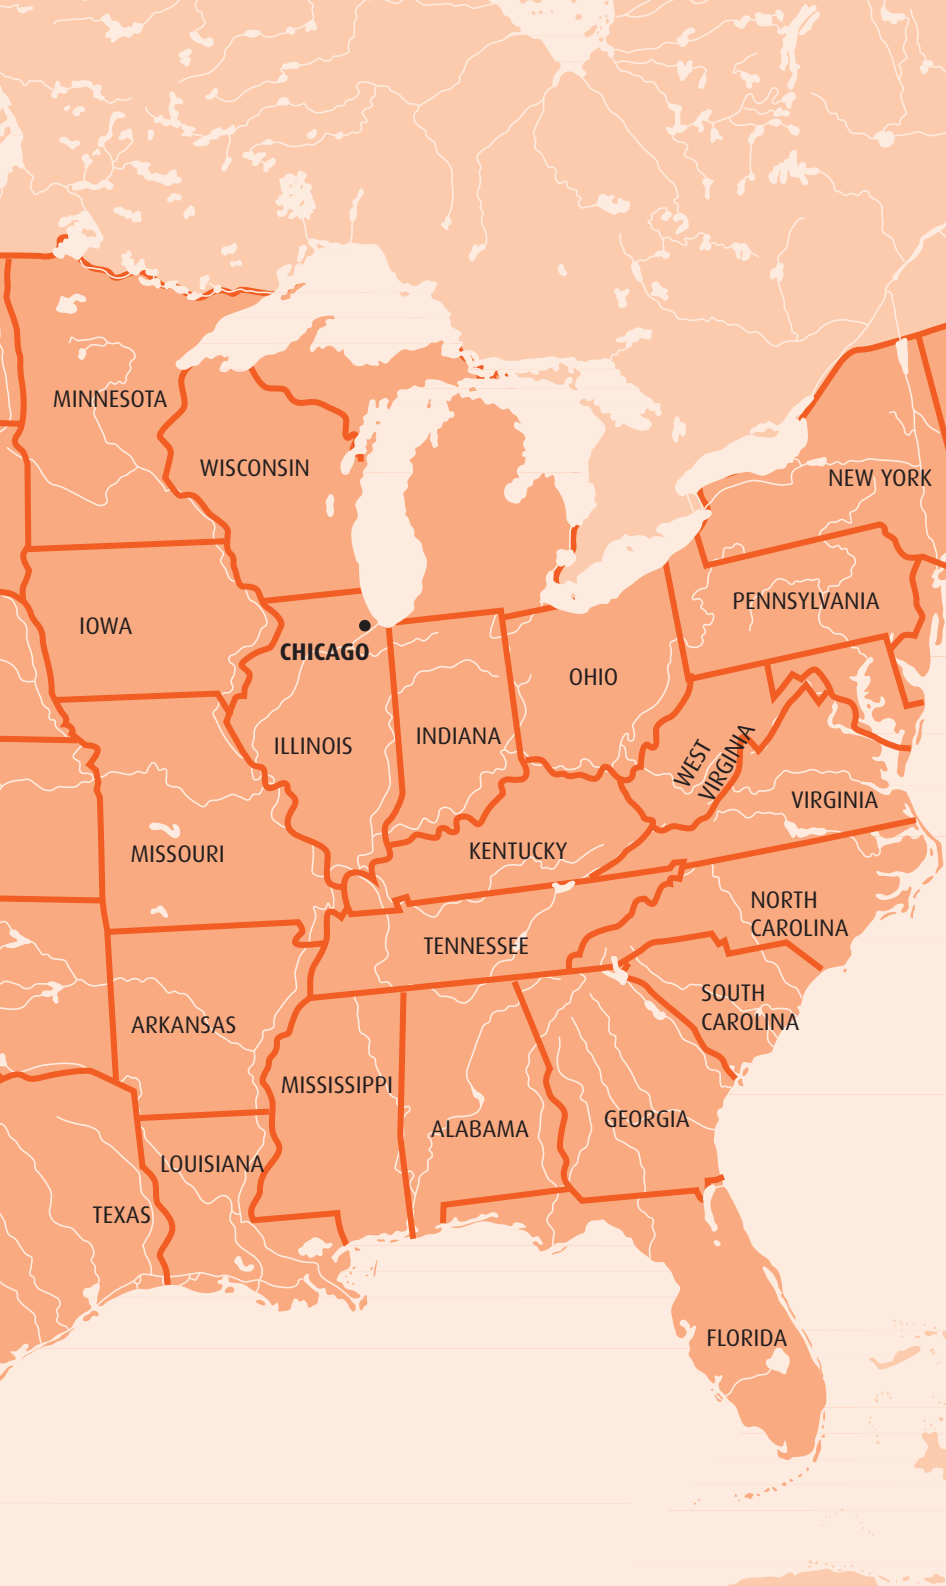 MINNESOTA
WISCONSIN
NEW YORK
PENNSYLVANIA
IOWA
CHICAGO
OHIO
ILLINOIS
INDIANA
WEST
VIRGINIA
VIRGINIA
MISSOURI
KENTUCKY
NORTH
CAROLINA
TENNESSEE
SOUTH
CAROLINA
ARKANSAS
MISSISSIPPI
ALABAMA
GEORGIA
LOUISIANA
TEXAS
FLORIDA